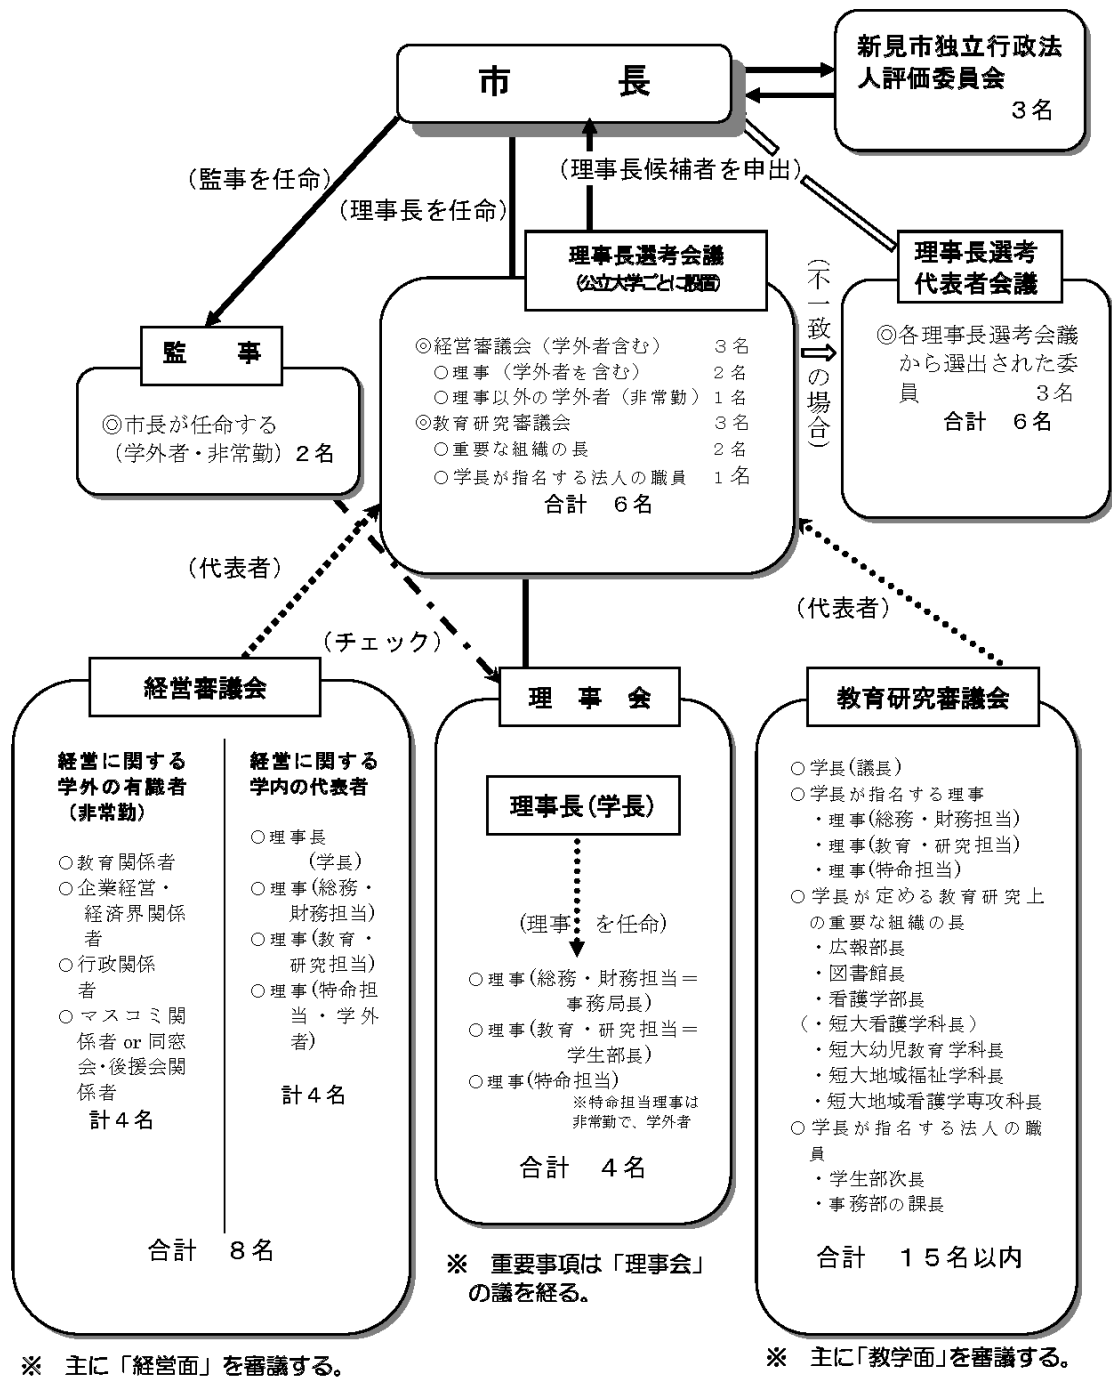 市　長
新見市独立行政法
人評価委員会
３名
(監事を任命)
(理事長を任命)
(理事長候補者を申出)
理事長選考会議
(公立大学ごとに設置)
◎経営審議会（学外者含む）　３名
○理事（学外者を含む）　２名
○理事以外の学外者（非常勤）１名
◎教育研究審議会　３名
○重要な組織の長　２名
○学長が指名する法人の職員　１名
合計　６名
(不一致の場合)
理事長選考
代表者会議
◎各理事長選考会議
から選出された委
員　３名
合計　６名
監　事
◎市長が任命する
（学外者・非常勤）２名
(代表者)
(チェック)
(代表者)
経営審議会
経営に関する
学外の有識者
（非常勤）
○教育関係者
○企業経営・
経済界関係
者
○行政関係
者
○マスコミ関
係者 or 同窓
会・後援会関
係者
計４名
経営に関する
学内の代表者
○理事長
(学長)
○理事(総務・
財務担当)
○理事(教育・
研究担当)
○理事(特命担
当・学外
者)
計４名
合計　８名
※　主に「経営面」を審議する。
理　事　会
理事長(学長)
(理事　を任命)
○理事(総務・財務担当＝
事務局長)
○理事(教育・研究担当＝
学生部長)
○理事(特命担当)
※特命担当理事は
非常勤で、学外者
合計　４名
※　重要事項は「理事会」
の議を経る。
教育研究審議会
○学長(議長)
○学長が指名する理事
・理事(総務・財務担当)
・理事(教育・研究担当)
・理事(特命担当)
○学長が定める教育研究上
の重要な組織の長
・広報部長
・図書館長
・看護学部長
（・短大看護学科長）
・短大幼児教育学科長
・短大地域福祉学科長
・短大地域看護学専攻科長
○学長が指名する法人の職
員
・学生部次長
・事務部の課長
合計　１５名以内
※　主に「教学面」を審議する。